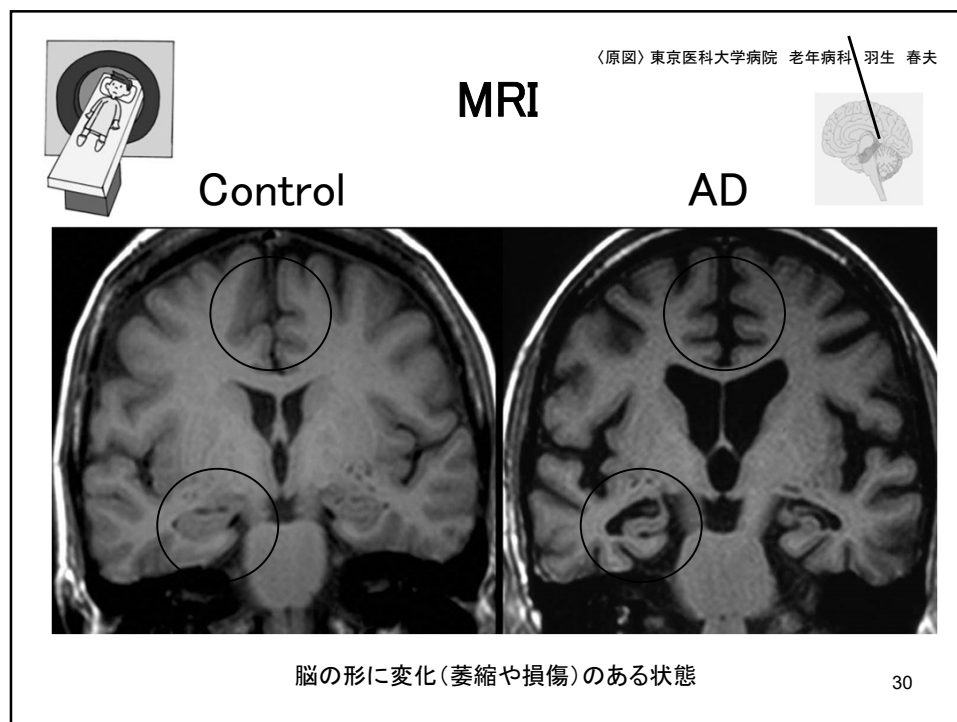 〈原図〉東京医科大学病院 老年病科 羽生 春夫
MRI
Control
AD
脳の形に変化(萎縮や損傷)のある状態
30